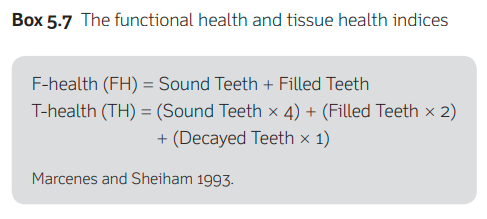 Box 5.7 The functional health and tissue health indices
F-health (FH) = Sound Teeth + Filled Teeth
T-health (TH) = (Sound Teeth × 4) + (Filled Teeth × 2)
+ (Decayed Teeth × 1)
Marcenes and Sheiham 1993.